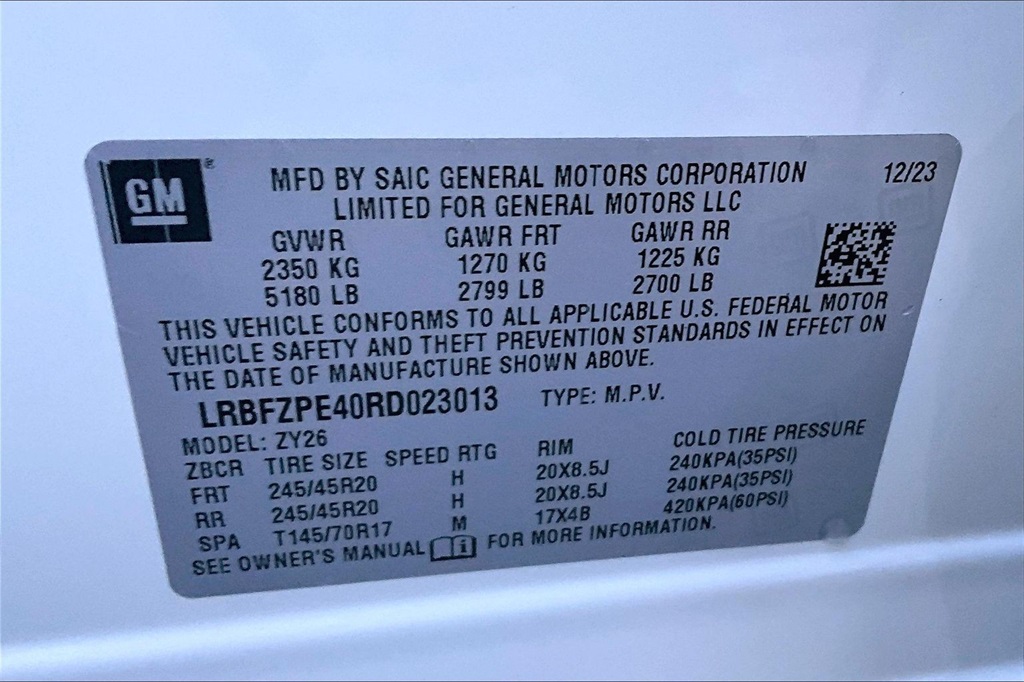 GM ®
MFD BY SAIC GENERAL MOTORS CORPORATION 12/23
LIMITED FOR GENERAL MOTORS LLC
GVWR GAWR FRT GAWR RR
2350 KG 1270 KG 1225 KG
5180 LB 2799 LB 2700 LB
THIS VEHICLE CONFORMS TO ALL APPLICABLE U.S. FEDERAL MOTOR
VEHICLE SAFETY AND THEFT PREVENTION STANDARDS IN EFFECT ON
THE DATE OF MANUFACTURE SHOWN ABOVE.
LRBFZPE40RD023013 TYPE: M.P.V.
MODEL: ZY26
ZBCR TIRE SIZE SPEED RTG RIM COLD TIRE PRESSURE
FRT 245/45R20 H 20X8.5J 240KPA(35PSI)
RR 245/45R20 H 20X8.5J 240KPA(35PSI)
SPA T145/70R17 M 17X4B 420KPA(60PSI)
SEE OWNER'S MANUAL i FOR MORE INFORMATION.